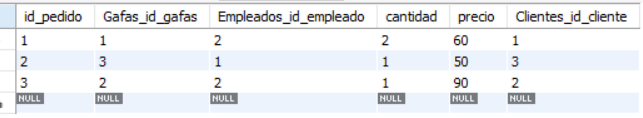 id_pedido Gafas_id_gafas Empleados_id_empleado cantidad precio Clientes_id_cliente
1 1 2 2 60 1
2 3 1 1 50 3
3 2 2 1 90 2
NULL NULL NULL NULL NULL NULL